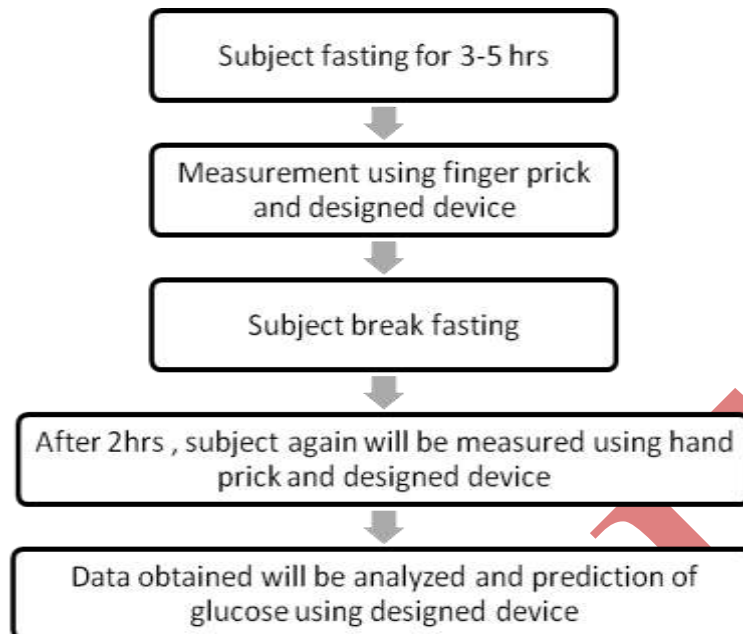 Subject fasting for 3-5 hrs
Measurement using finger prick
and designed device
Subject break fasting
After 2hrs , subject again will be measured using hand
prick and designed device
Data obtained will be analyzed and prediction of
glucose using designed device